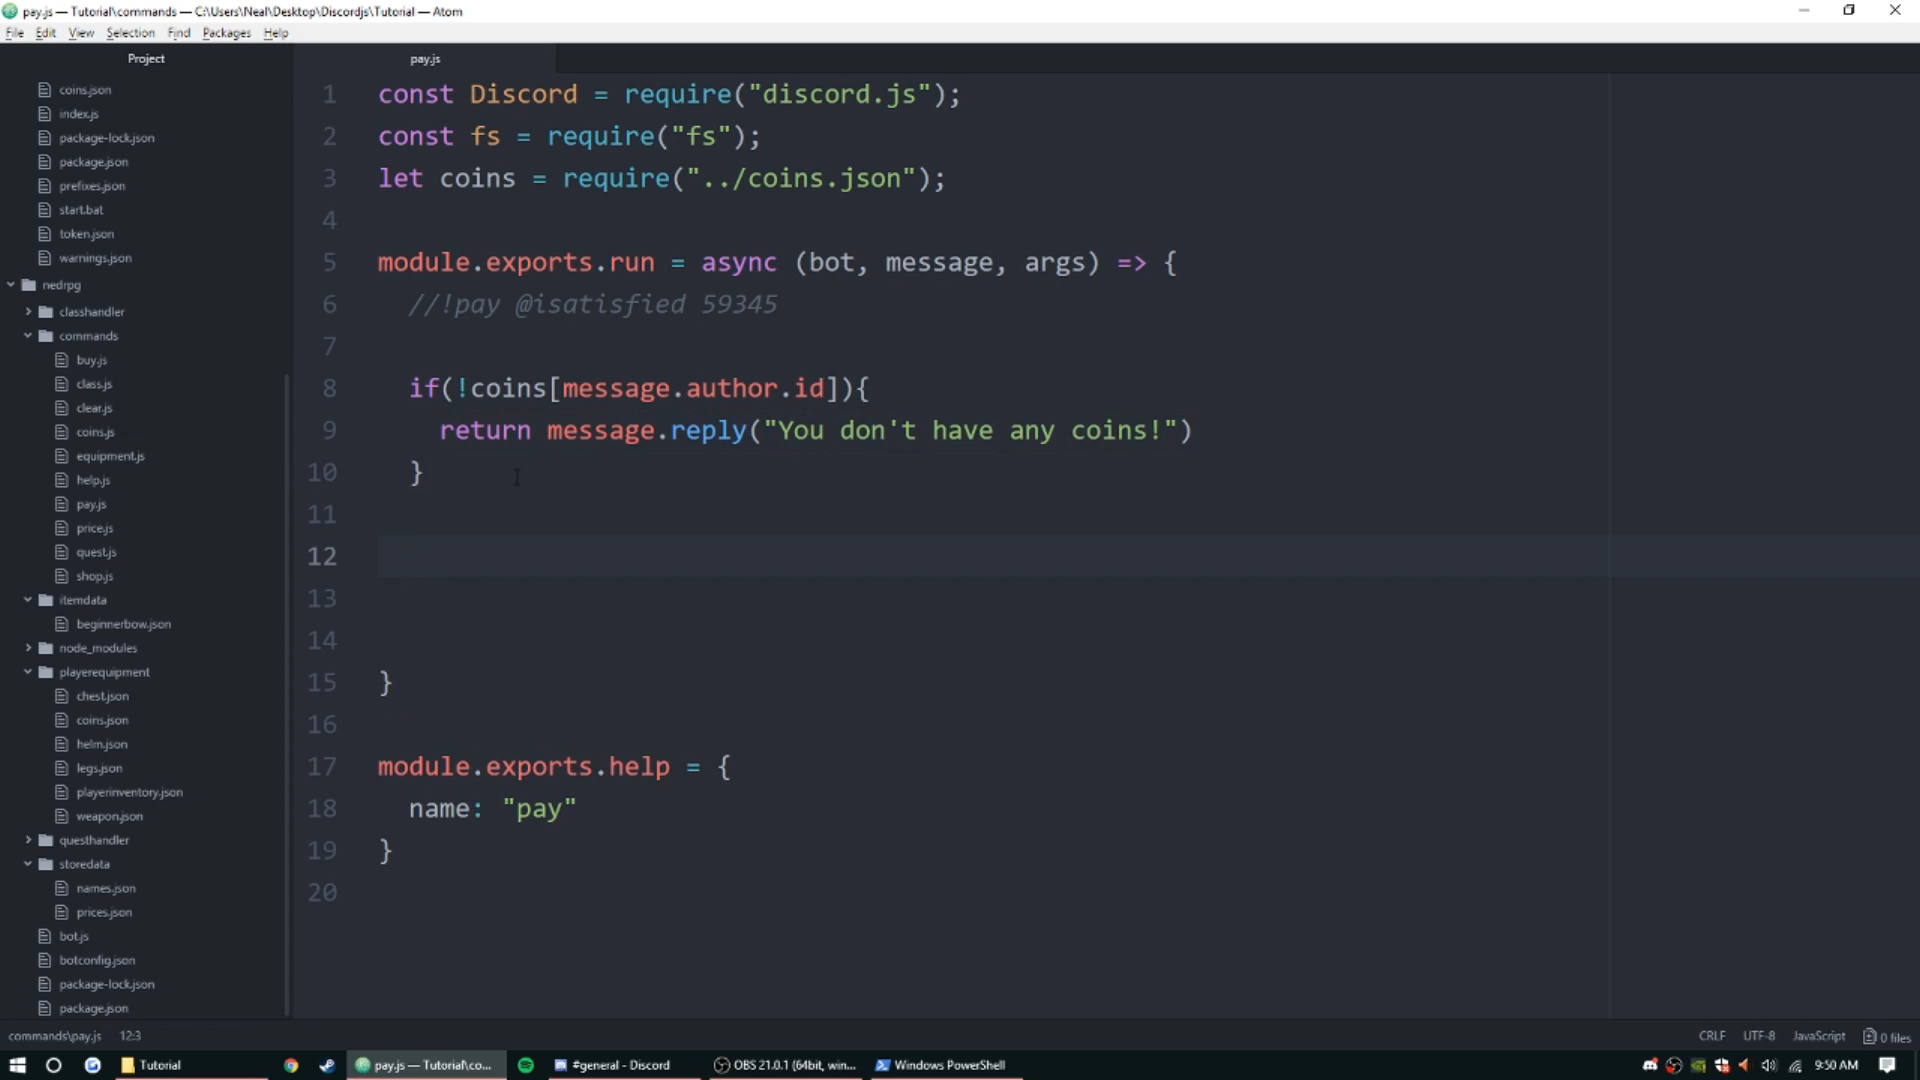 pay.js — Tutorial\commands — C:\Users\Neal\Desktop\Discordjs\Tutorial — Atom
File Edit View Selection Find Packages Help
Project
coins.json
index.js
package-lock.json
package.json
prefixes.json
start.bat
token.json
warnings.json
nedrpg
classhandler
commands
buy.js
class.js
clear.js
coins.js
equipment.js
help.js
pay.js
price.js
quest.js
shop.js
itemdata
beginnerbow.json
node_modules
playerequipment
chest.json
coins.json
helm.json
legs.json
playerinventory.json
weapon.json
questhandler
storedata
names.json
prices.json
bot.js
botconfig.json
package-lock.json
package.json
pay.js
1 const Discord = require("discord.js");
2 const fs = require("fs");
3 let coins = require("../coins.json");
4
5 module.exports.run = async (bot, message, args) => {
6 //!pay @isatisfied 59345
7
8 if(!coins[message.author.id]){
9 return message.reply("You don't have any coins!")
10 }
11
12
13
14
15 }
16
17 module.exports.help = {
18 name: "pay"
19 }
20
commands\pay.js 12:3
CRLF UTF-8 JavaScript 0 files
Tutorial
pay.js — Tutorial\co...
#general - Discord
OBS 21.0.1 (64bit, win...
Windows PowerShell
9:50 AM